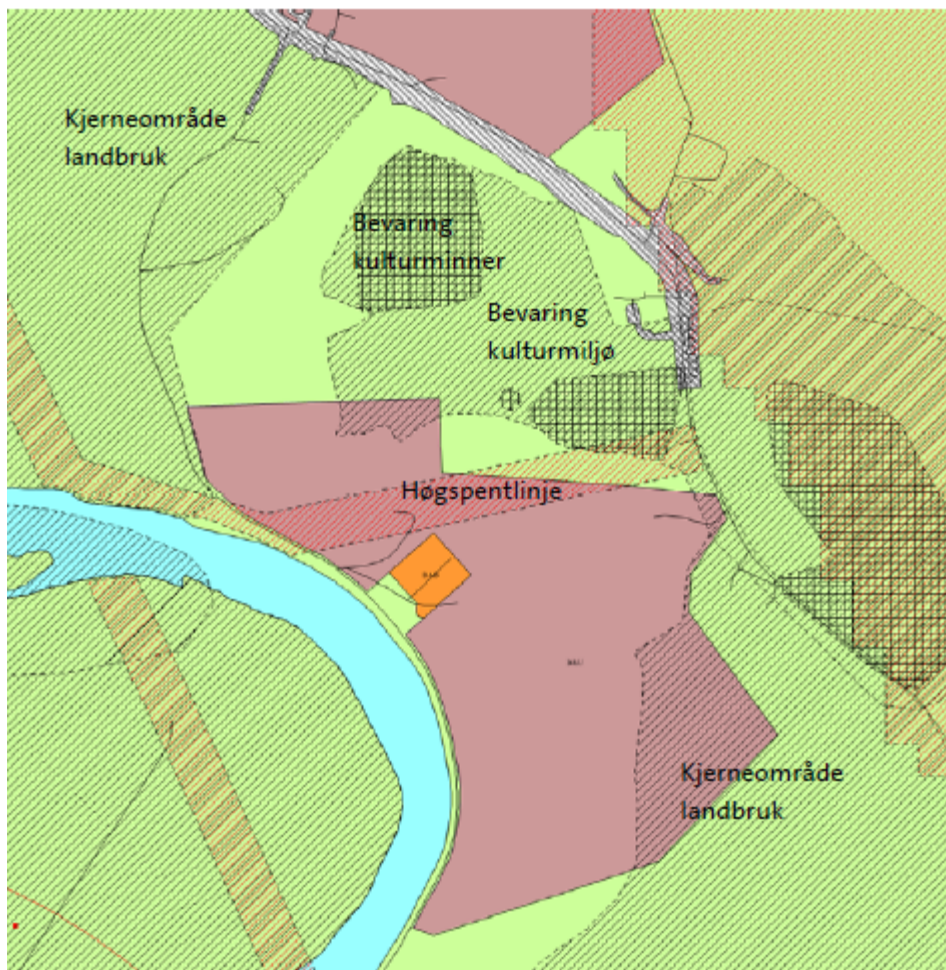 Kjerneområde
landbruk
Bevaring
kulturminner
Bevaring
kulturmiljø
Høgspentlinje
Kjerneområde
landbruk